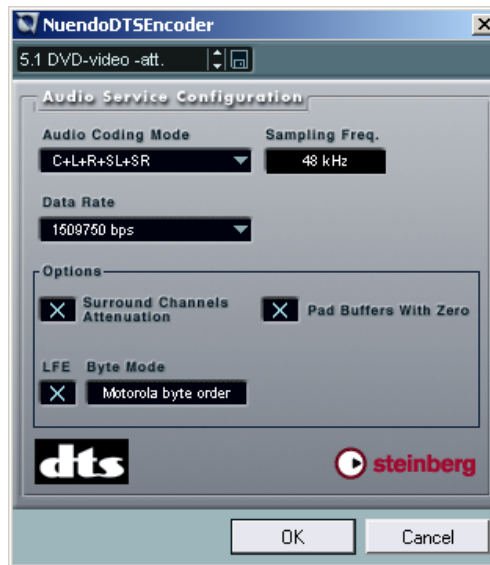 NuendoDTSEncoder
5.1 DVD-video -att.
Audio Service Configuration
Audio Coding Mode
Sampling Freq.
C+L+R+SL+SR
48 kHz
Data Rate
1509750 bps
Options
Surround Channels
Attenuation
Pad Buffers With Zero
LFE Byte Mode
Motorola byte order
dts
steinberg
OK
Cancel